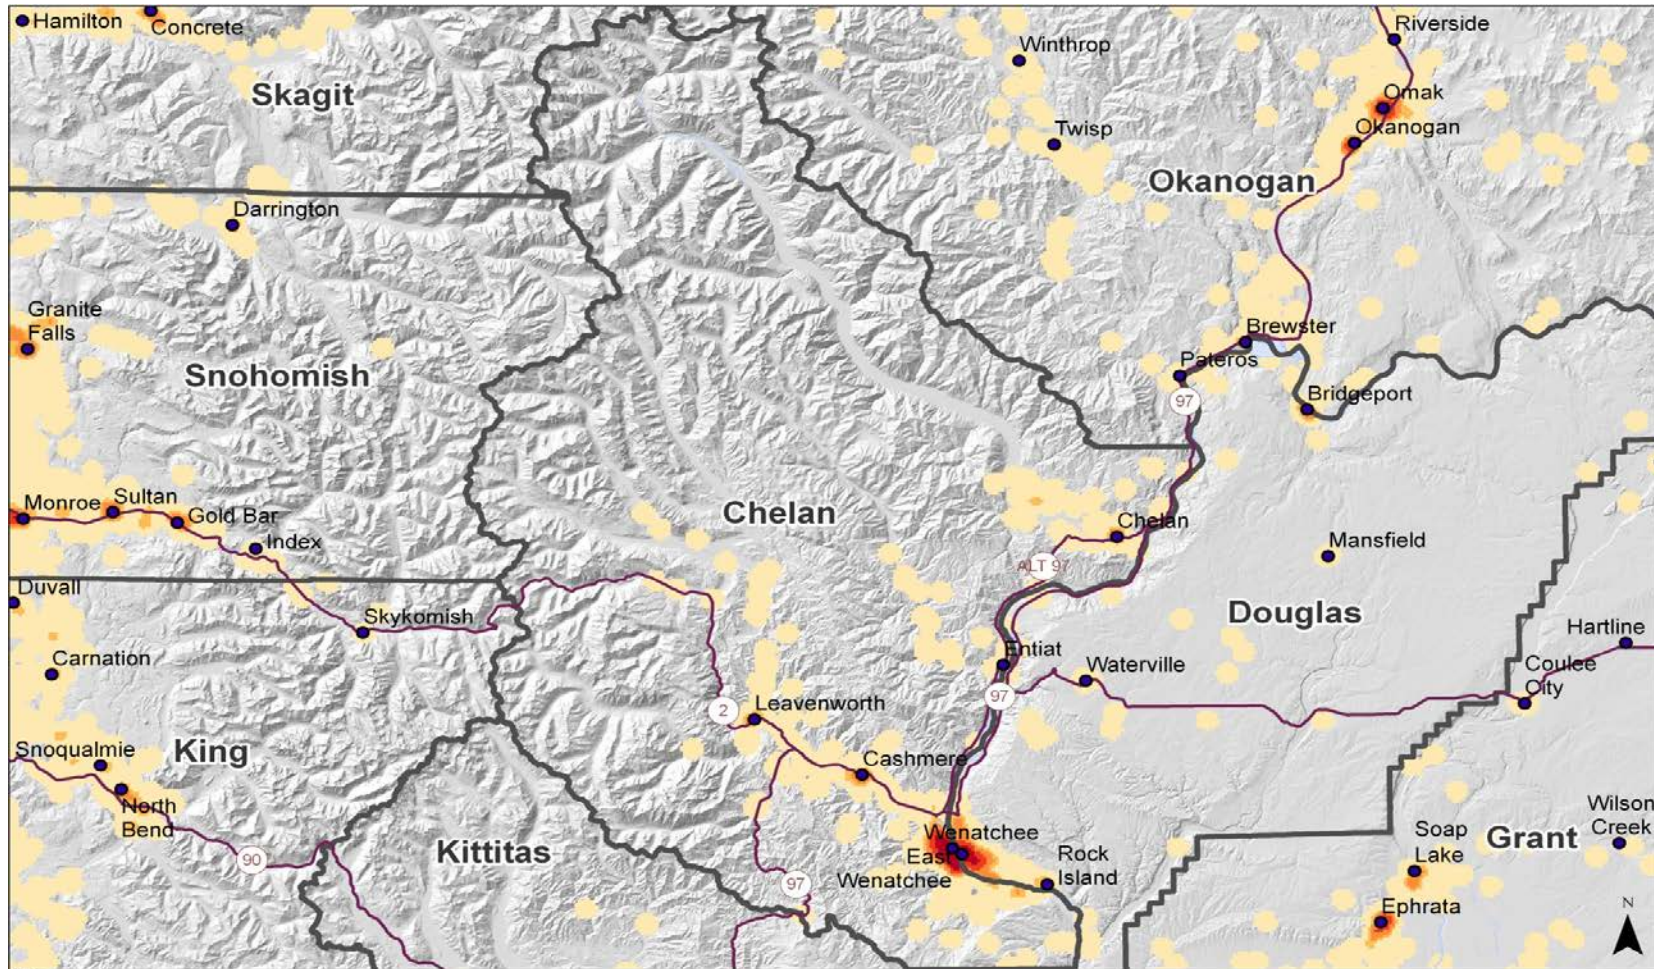 Hamilton
Concrete
Winthrop
Riverside
Skagit
Omak
Twisp
Okanogan
Okanogan
Darrington
Granite
Falls
Brewster
Pateros
Snohomish
97
Bridgeport
Monroe
Sultan
Gold Bar
Chelan
Chelan
Index
Mansfield
ALT 97
Duvall
Skykomish
Douglas
Hartline
Carnation
Entiat
Waterville
Coulee
City
97
2
Leavenworth
Snoqualmie
King
Cashmere
North
Bend
Wenatchee
East
Wenatchee
Rock
Island
Kittitas
90
97
Soap
Lake
Grant
Wilson
Creek
Ephrata
N